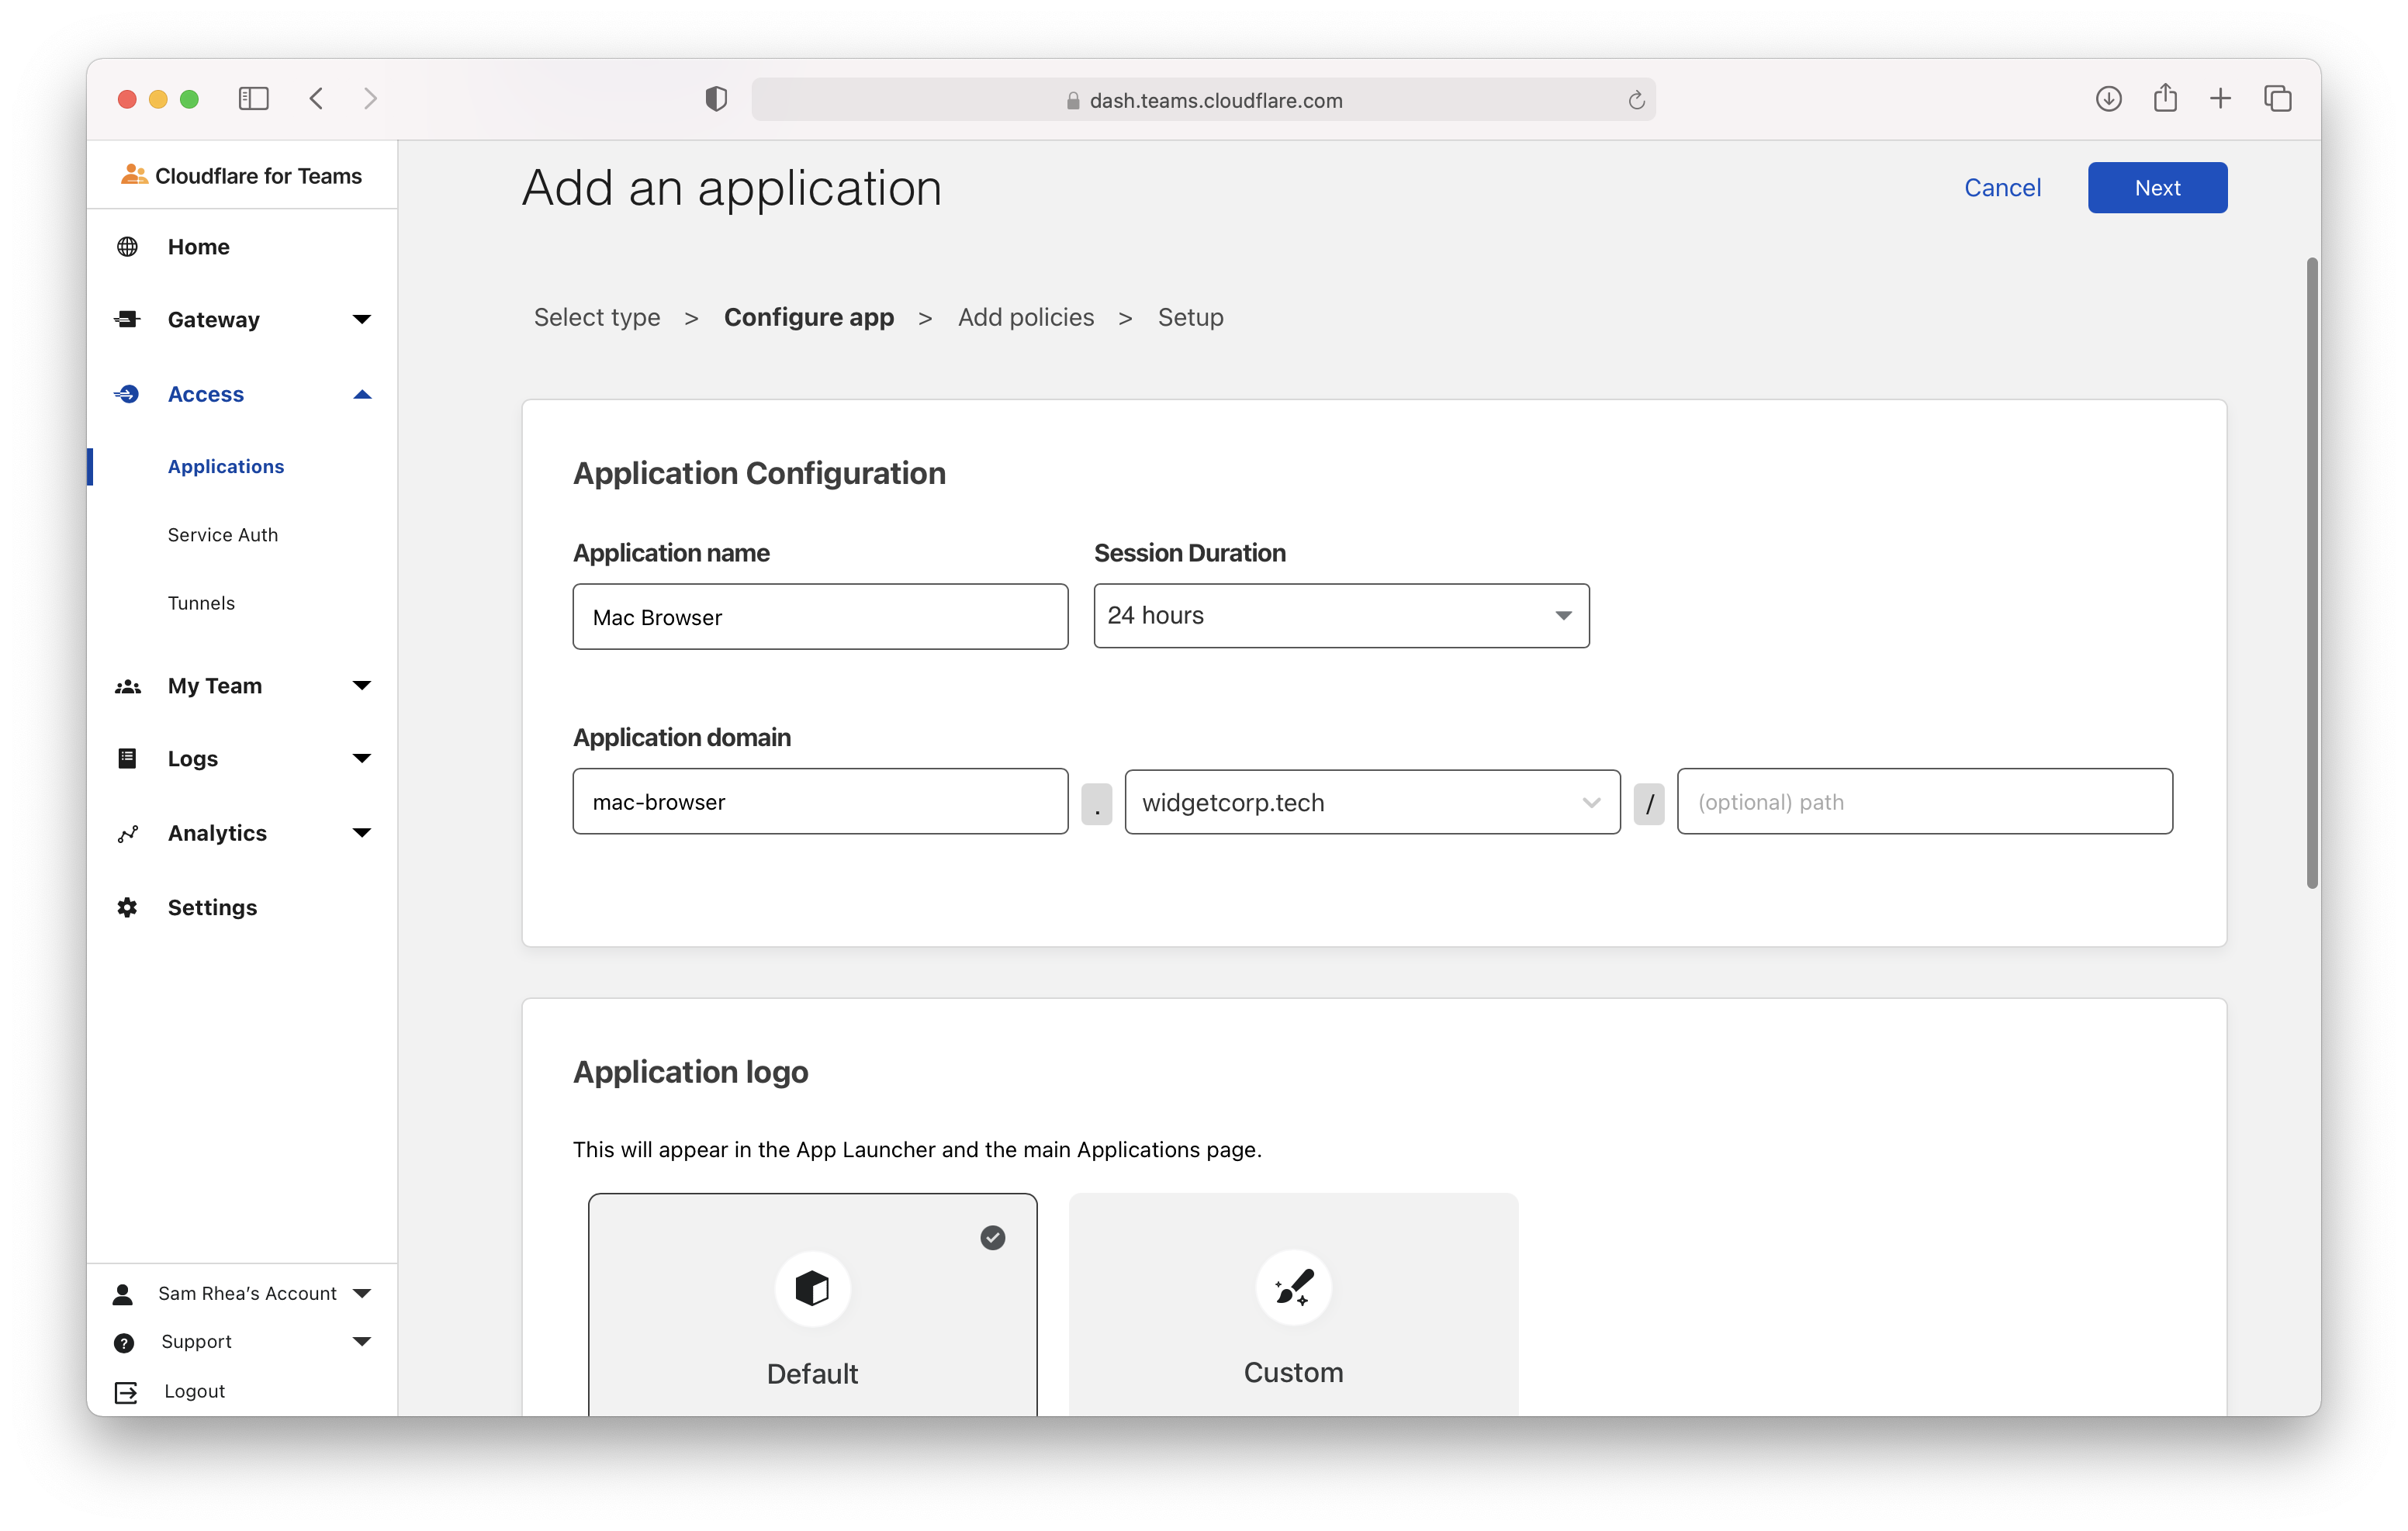 dash.teams.cloudflare.com
Cloudflare for Teams
Home
Gateway
Access
Applications
Service Auth
Tunnels
My Team
Logs
Analytics
Settings
Sam Rhea’s Account
Support
Logout
Add an application
Cancel
Next
Select type > Configure app > Add policies > Setup
Application Configuration
Application name
Session Duration
Mac Browser
24 hours
Application domain
mac-browser . widgetcorp.tech / (optional) path
Application logo
This will appear in the App Launcher and the main Applications page.
Default
Custom